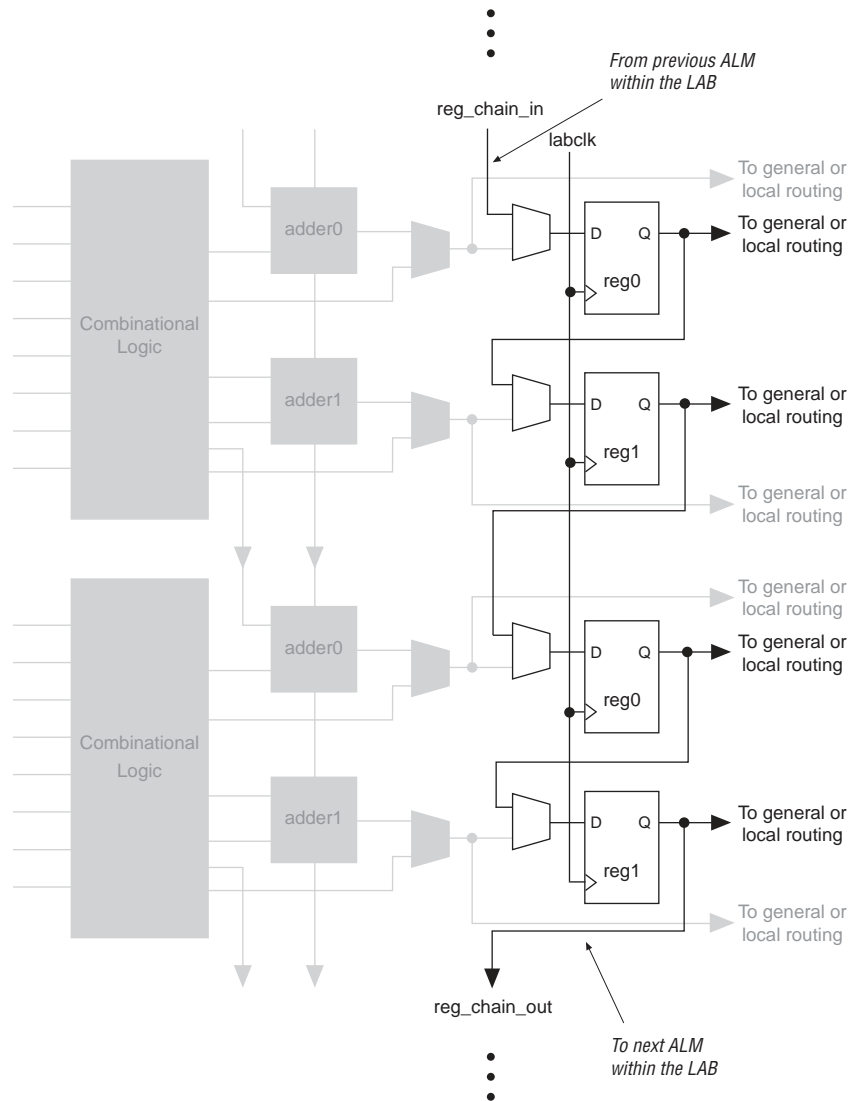 From previous ALM
within the LAB
reg_chain_in
labclk
To general or
local routing
adder0
D Q
To general or
local routing
reg0
Combinational
Logic
adder1
D Q
To general or
local routing
reg1
To general or
local routing
To general or
local routing
adder0
D Q
To general or
local routing
reg0
Combinational
Logic
adder1
D Q
To general or
local routing
reg1
To general or
local routing
reg_chain_out
To next ALM
within the LAB